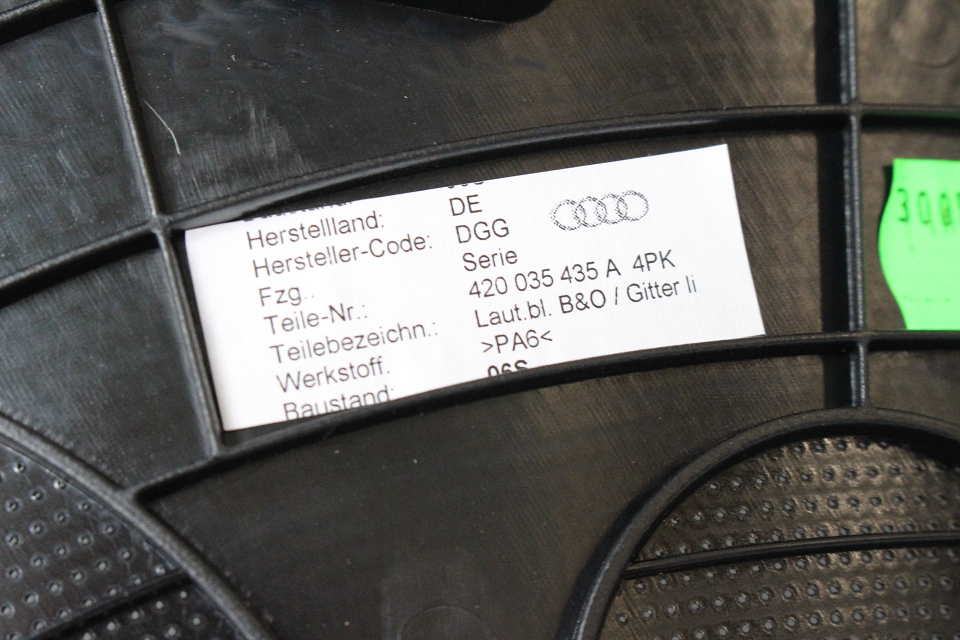 Herstellland: DE
Hersteller-Code: DGG
Fzg.. Serie
Teile-Nr.: 420 035 435 A 4PK
Teilebezeichn.: Laut.bl. B&O / Gitter li
Werkstoff. >PA6<
Baustand: 06S